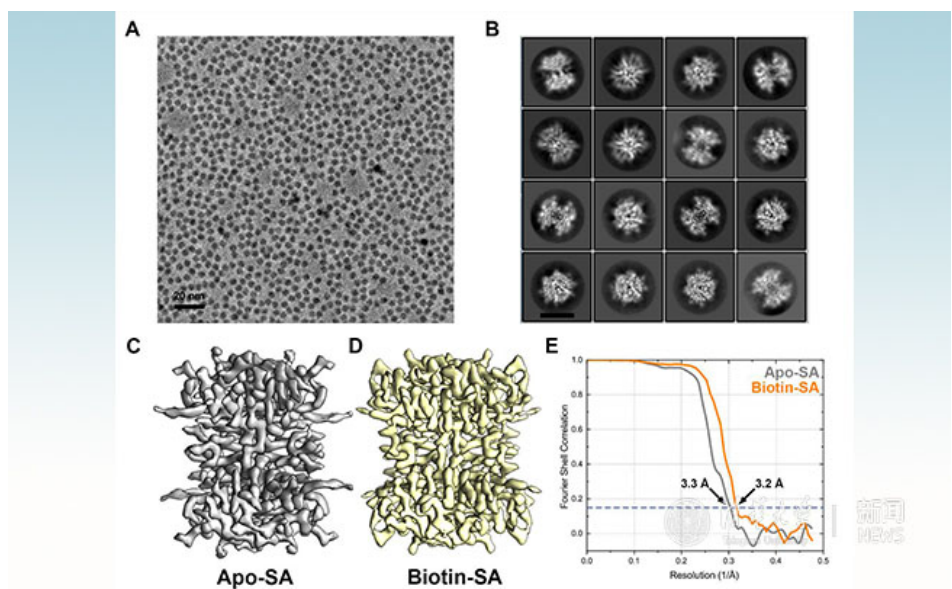 A
B
20 nm
C
D
E
Apo-SA
Biotin-SA
1.0
0.8
0.6
0.4
0.2
0.0
Fourier Shell Correlation
Apo-SA
Biotin-SA
3.3 Å
3.2 Å
0.0 0.1 0.2 0.3 0.4 0.5
Resolution (1/Å)
新闻
NEWS